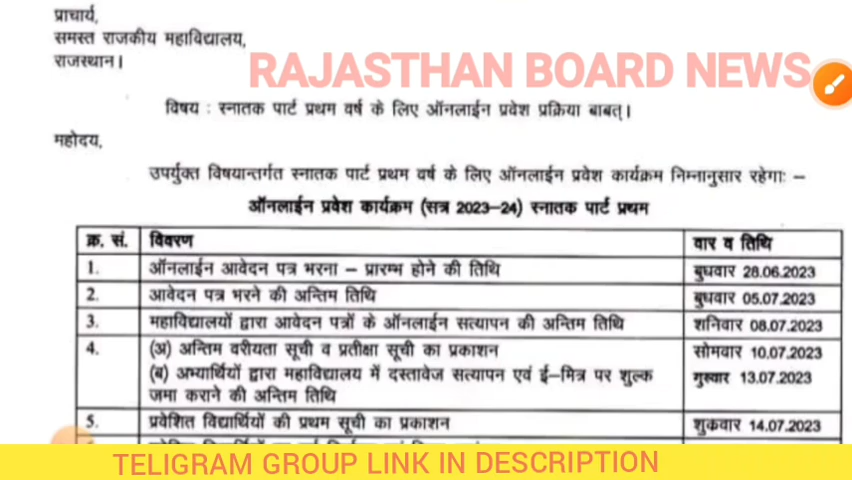 प्राचार्य,
समस्त राजकीय महाविद्यालय,
राजस्थान।
RAJASTHAN BOARD NEWS
विषय : स्नातक पार्ट प्रथम वर्ष के लिए ऑनलाईन प्रवेश प्रक्रिया बाबत्।
महोदय,
उपर्युक्त विषयान्तर्गत स्नातक पार्ट प्रथम वर्ष के लिए ऑनलाईन प्रवेश कार्यक्रम निम्नानुसार रहेगाः –
ऑनलाईन प्रवेश कार्यक्रम (सत्र 2023–24) स्नातक पार्ट प्रथम
क्र. सं. विवरण वार व तिथि
1. ऑनलाईन आवेदन पत्र भरना – प्रारम्भ होने की तिथि बुधवार 28.06.2023
2. आवेदन पत्र भरने की अन्तिम तिथि बुधवार 05.07.2023
3. महाविद्यालयों द्वारा आवेदन पत्रों के ऑनलाईन सत्यापन की अन्तिम तिथि शनिवार 08.07.2023
4. (अ) अन्तिम वरीयता सूची व प्रतीक्षा सूची का प्रकाशन सोमवार 10.07.2023
(ब) अभ्यार्थियों द्वारा महाविद्यालय में दस्तावेज सत्यापन एवं ई–मित्र पर शुल्क गुरुवार 13.07.2023
जमा कराने की अन्तिम तिथि
5. प्रवेशित विद्यार्थियों की प्रथम सूची का प्रकाशन शुक्रवार 14.07.2023
TELIGRAM GROUP LINK IN DESCRIPTION